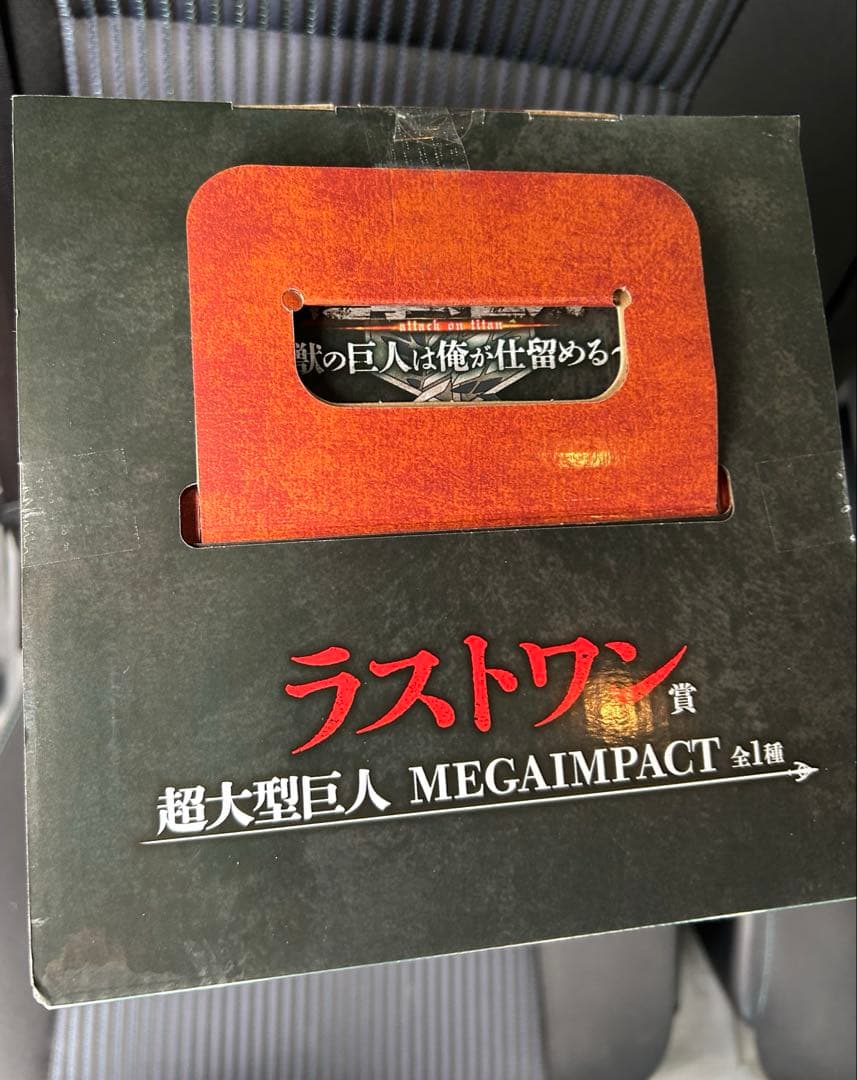 attack on titan
獣の巨人は俺が仕留める～
ラストワン賞
超大型巨人 MEGAIMPACT 全1種